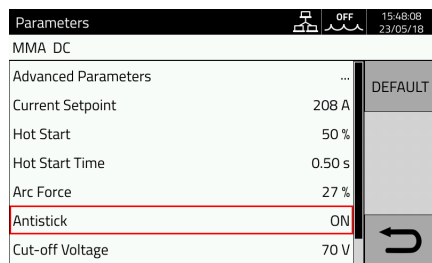 Parameters
OFF
15:48:08
23/05/18
MMA DC
Advanced Parameters ...
DEFAULT
Current Setpoint 208 A
Hot Start 50 %
Hot Start Time 0.50 s
Arc Force 27 %
Antistick ON
Cut-off Voltage 70 V